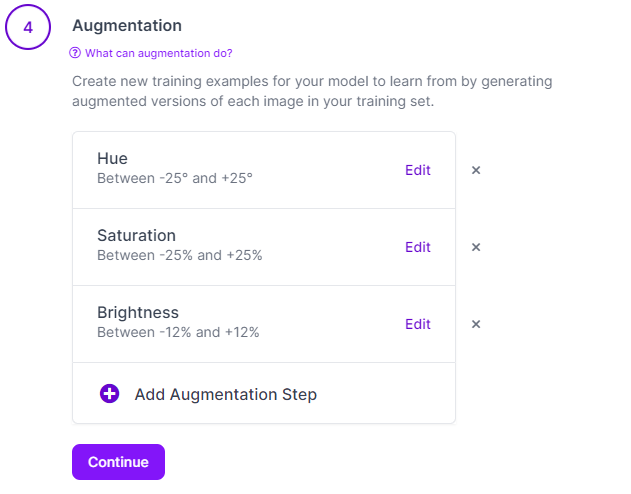 4
Augmentation
What can augmentation do?
Create new training examples for your model to learn from by generating
augmented versions of each image in your training set.
Hue
Between -25° and +25°
Edit
×
Saturation
Between -25% and +25%
Edit
×
Brightness
Between -12% and +12%
Edit
×
Add Augmentation Step
Continue